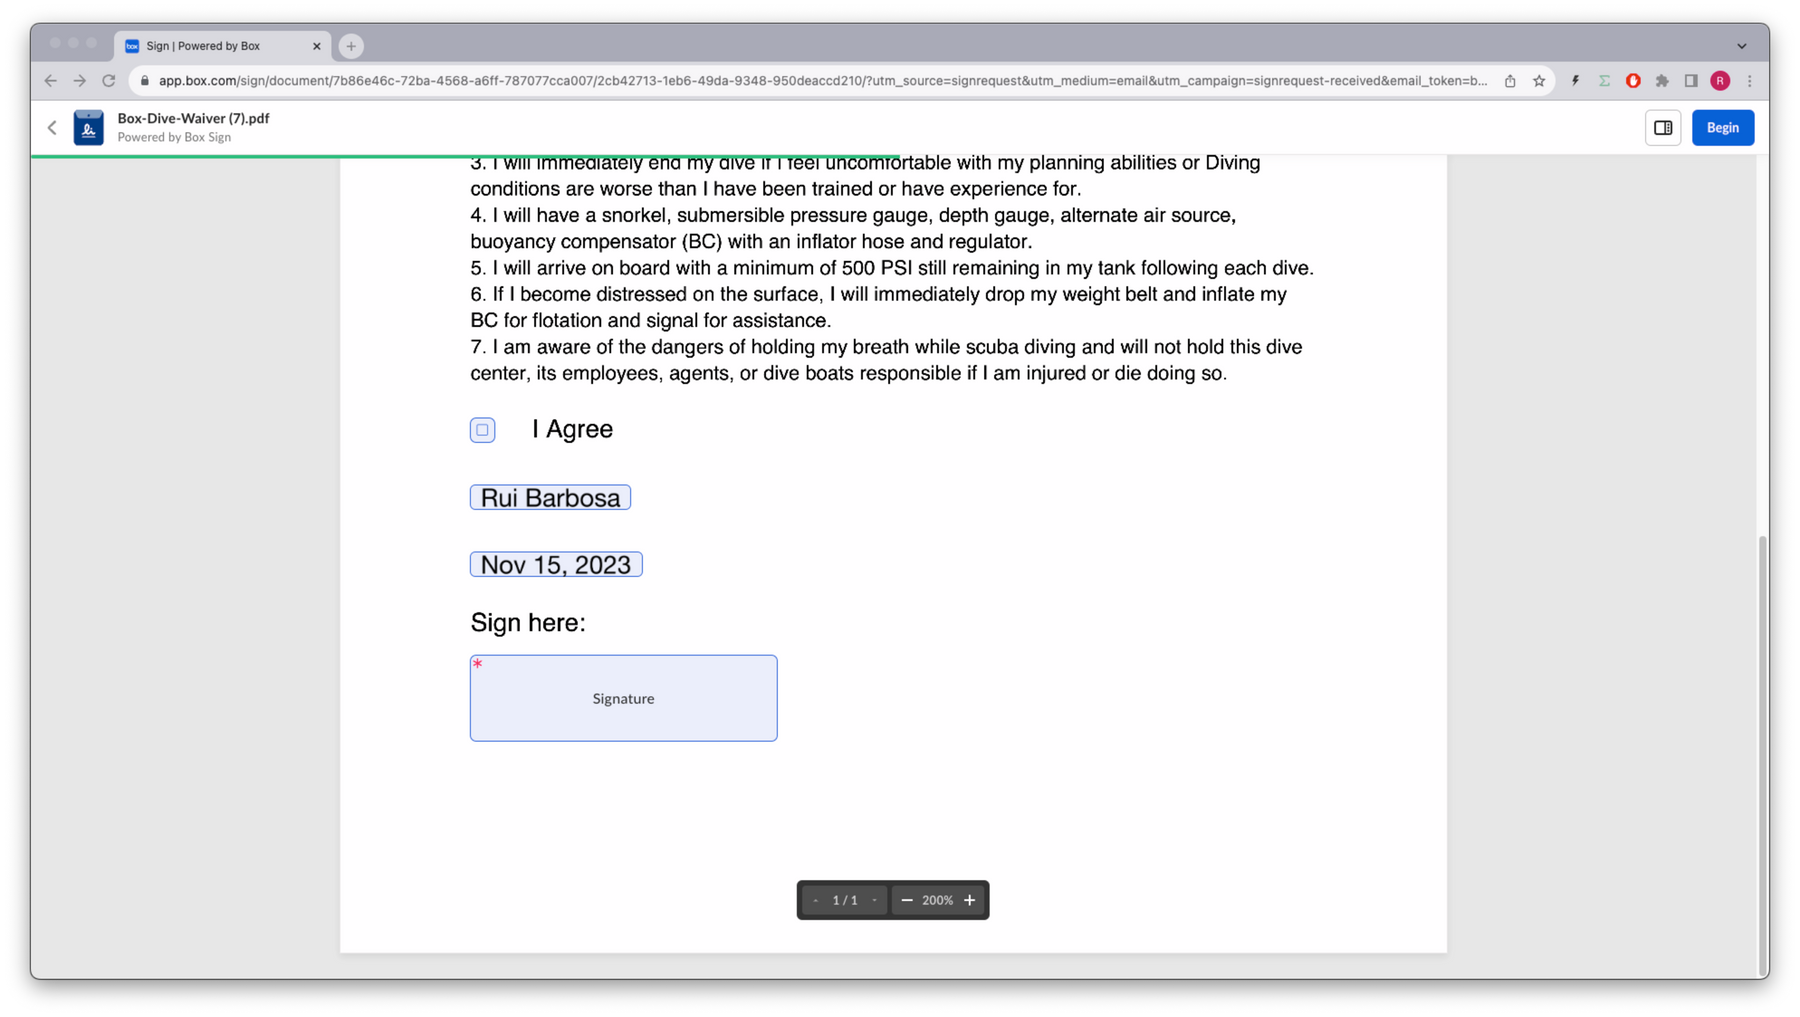 Sign | Powered by Box
app.box.com/sign/document/7b86e46c-72ba-4568-a6ff-787077cca007/2cb42713-1eb6-49da-9348-950deaccd210/?utm_source=signrequest&utm_medium=email&utm_campaign=signrequest-received&email_token=b...
R
Box-Dive-Waiver (7).pdf
Powered by Box Sign
Begin
3. I will immediately end my dive if I feel uncomfortable with my planning abilities or Diving
conditions are worse than I have been trained or have experience for.
4. I will have a snorkel, submersible pressure gauge, depth gauge, alternate air source,
buoyancy compensator (BC) with an inflator hose and regulator.
5. I will arrive on board with a minimum of 500 PSI still remaining in my tank following each dive.
6. If I become distressed on the surface, I will immediately drop my weight belt and inflate my
BC for flotation and signal for assistance.
7. I am aware of the dangers of holding my breath while scuba diving and will not hold this dive
center, its employees, agents, or dive boats responsible if I am injured or die doing so.
I Agree
Rui Barbosa
Nov 15, 2023
Sign here:
*
Signature
1 / 1
200%